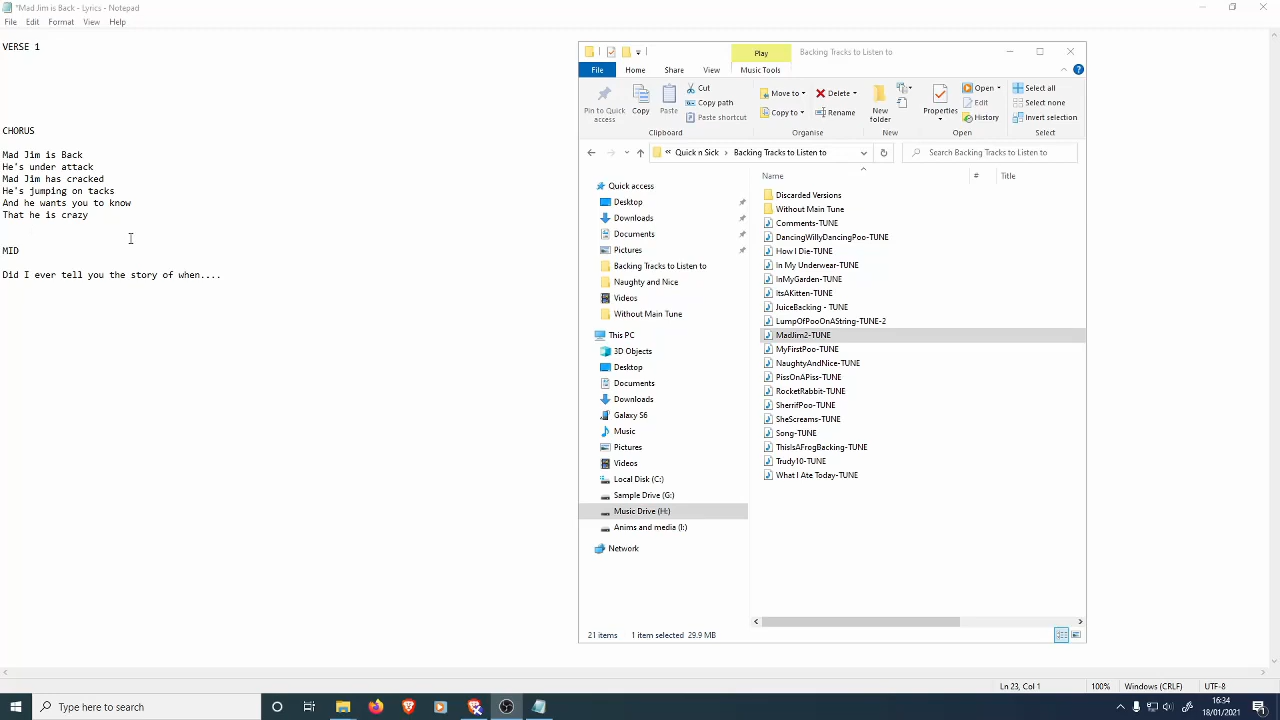 *Mad Jim is Back - Lyrics - Notepad
File Edit Format View Help
VERSE 1
CHORUS
Mad Jim is Back
He's under attack
Mad Jim has cracked
He's jumping on tacks
And he wants you to know
That he is crazy
MID
Did I ever tell you the story of when....
Play Backing Tracks to Listen to
File Home Share View Music Tools
Pin to Quick access
Copy
Paste
Cut
Copy path
Paste shortcut
Clipboard
Move to
Copy to
Delete
Rename
Organise
New folder
New
Properties
Open
Edit
History
Open
Select all
Select none
Invert selection
Select
« Quick n Sick > Backing Tracks to Listen to
Search Backing Tracks to Listen to
Quick access
Desktop
Downloads
Documents
Pictures
Backing Tracks to Listen to
Naughty and Nice
Videos
Without Main Tune
This PC
3D Objects
Desktop
Documents
Downloads
Galaxy S6
Music
Pictures
Videos
Local Disk (C:)
Sample Drive (G:)
Music Drive (H:)
Anims and media (I:)
Network
Name # Title
Discarded Versions
Without Main Tune
Comments-TUNE
DancingWillyDancingPoo-TUNE
How I Die-TUNE
In My Underwear-TUNE
InMyGarden-TUNE
ItsAKitten-TUNE
JuiceBacking - TUNE
LumpOfPooOnAString-TUNE-2
MadJim2-TUNE
MyFirstPoo-TUNE
NaughtyAndNice-TUNE
PissOnAPiss-TUNE
RocketRabbit-TUNE
SherrifPoo-TUNE
SheScreams-TUNE
Song-TUNE
ThisIsAFrogBacking-TUNE
Trudy10-TUNE
What I Ate Today-TUNE
21 items 1 item selected 29.9 MB
Ln 23, Col 1 100% Windows (CRLF) UTF-8
Type here to search
16:34
18/01/2021